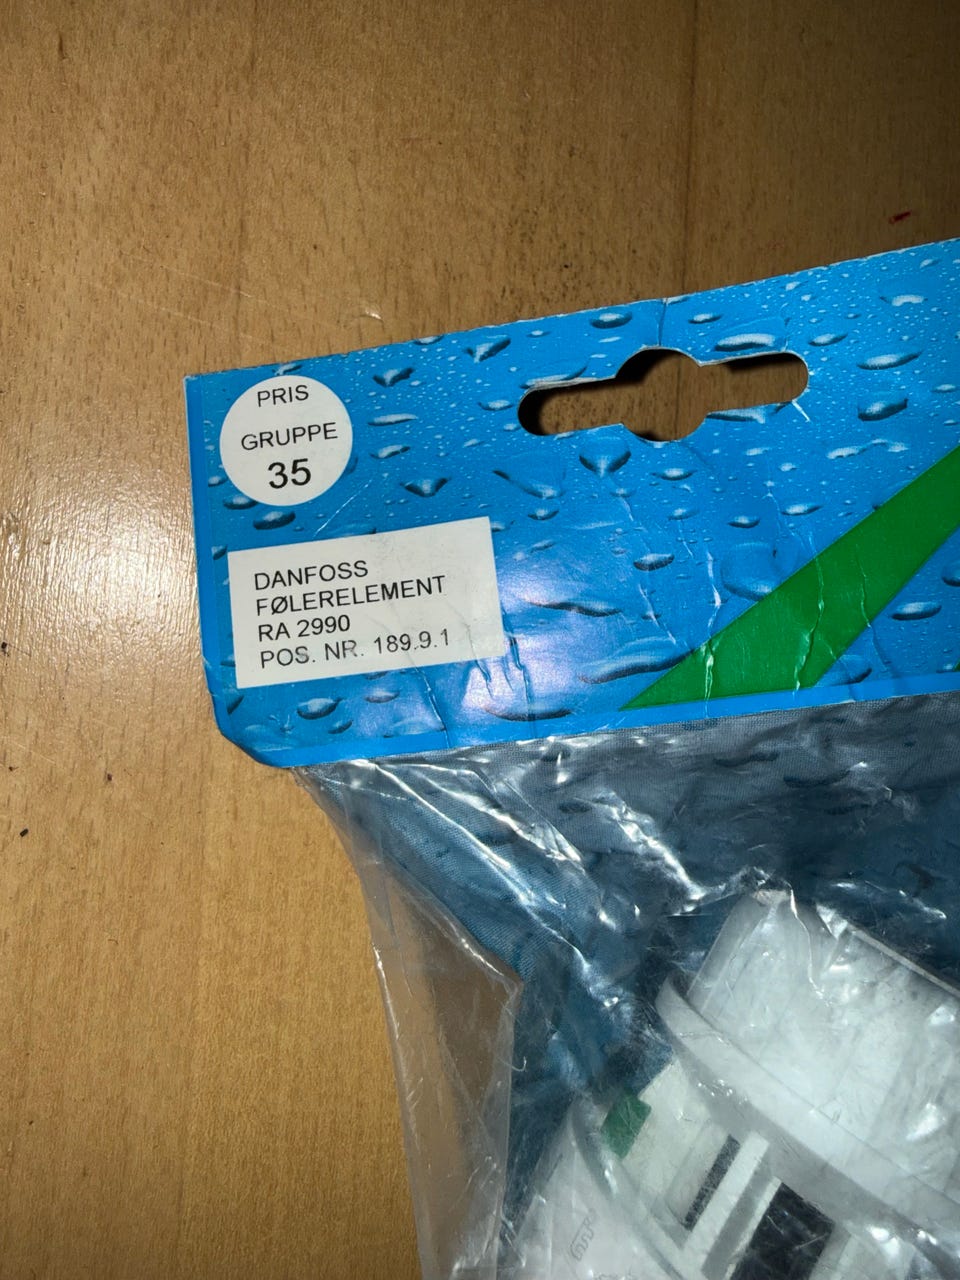 PRIS
GRUPPE
35
DANFOSS
FØLERELEMENT
RA 2990
POS. NR. 189.9.1